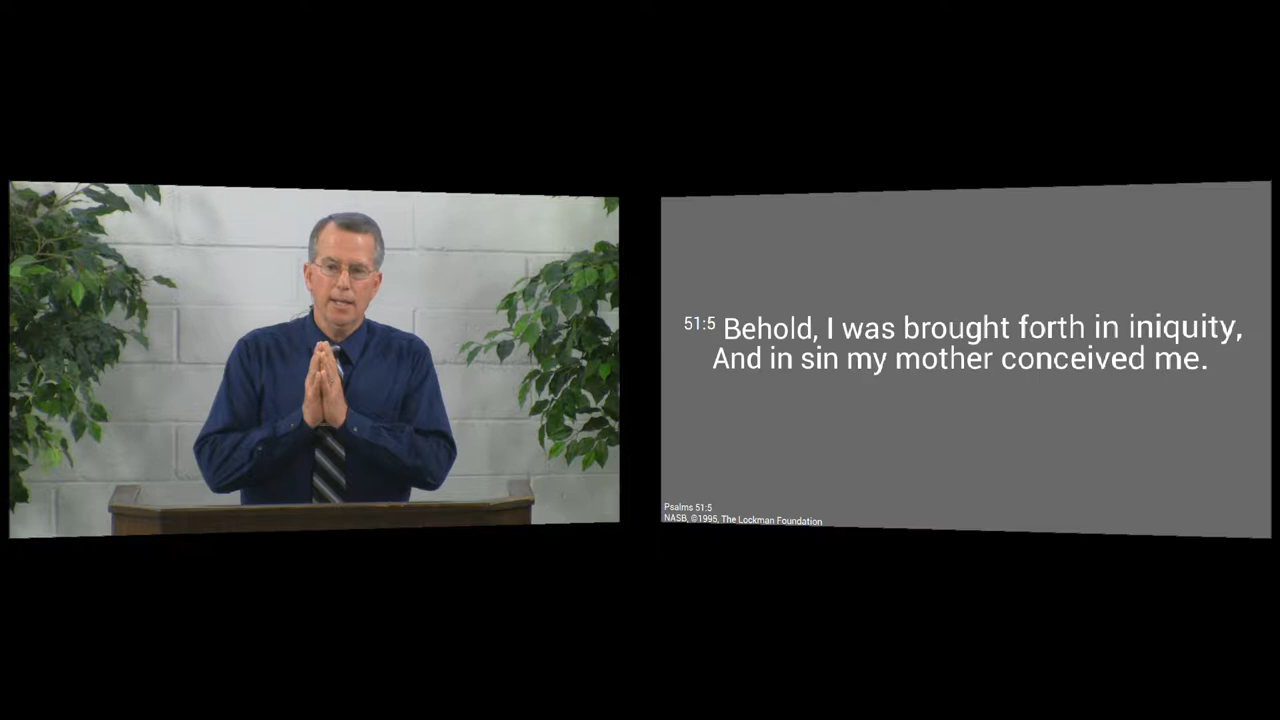 51:5 Behold, I was brought forth in iniquity,
And in sin my mother conceived me.
Psalms 51:5
NASB, ©1995, The Lockman Foundation